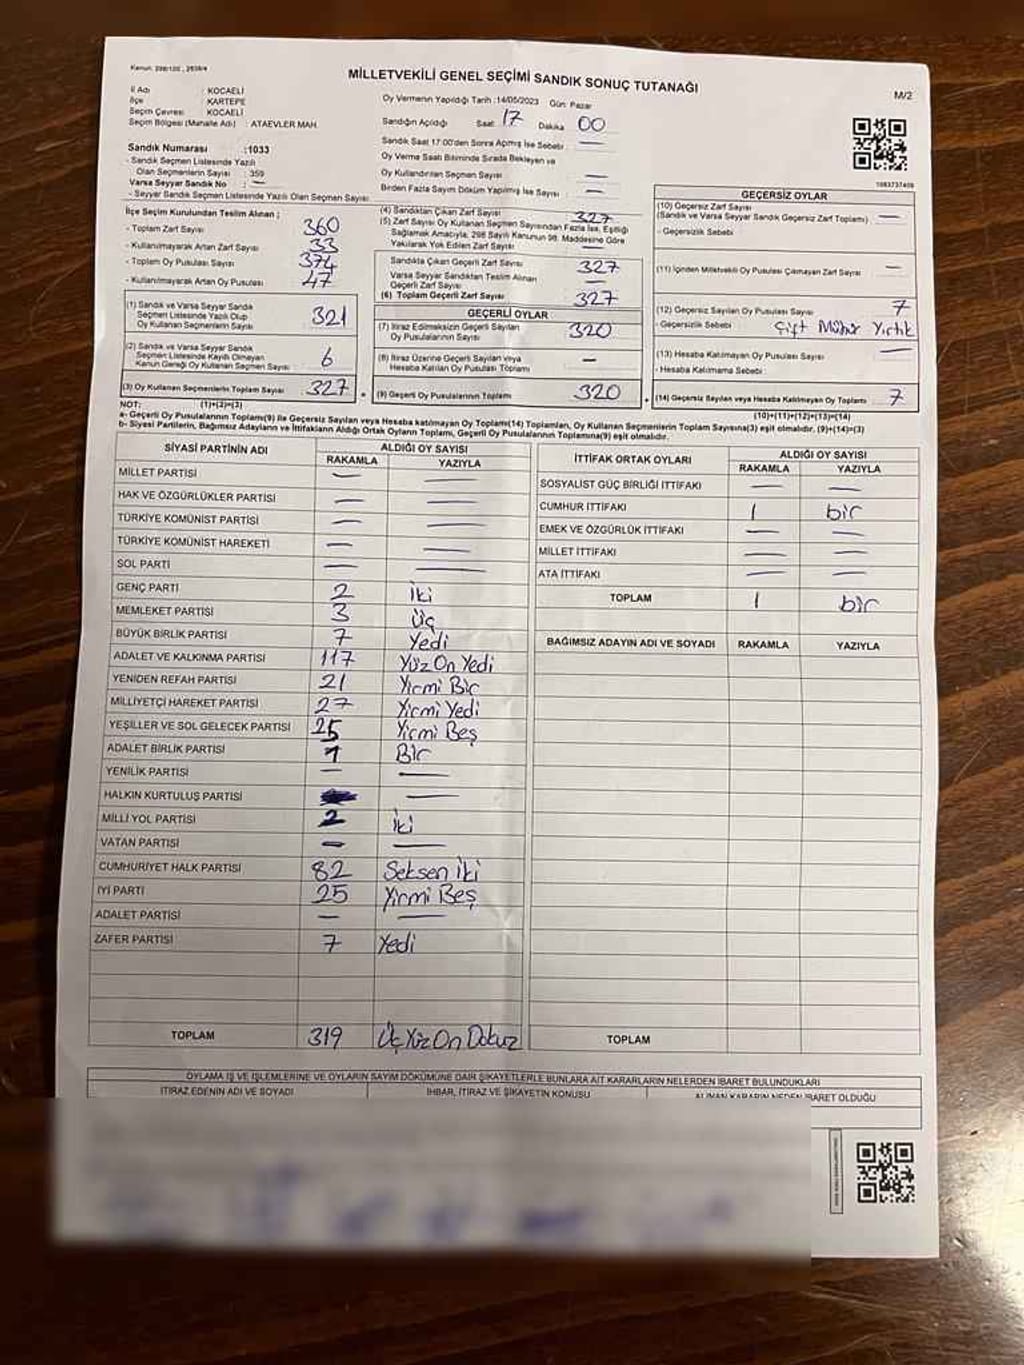 Kanun: 298/105 , 2839/4
MİLLETVEKİLİ GENEL SEÇİMİ SANDIK SONUÇ TUTANAĞI
M/2
İl Adı : KOCAELİ
İlçe : KARTEPE
Seçim Çevresi : KOCAELİ
Seçim Bölgesi (Mahalle Adı) : ATAEVLER MAH.
Oy Vermenin Yapıldığı Tarih :14/05/2023 Gün: Pazar
Sandığın Açıldığı Saat 17 Dakika 00
Sandık Saat 17:00'den Sonra Açılmış İse Sebebi : —
Oy Verme Saati Bitiminde Sırada Bekleyen ve
Oy Kullandırılan Seçmen Sayısı : —
Birden Fazla Sayım Döküm Yapılmış İse Sayısı : —
Sandık Numarası :1033
- Sandık Seçmen Listesinde Yazılı
Olan Seçmenlerin Sayısı : 359
Varsa Seyyar Sandık No : —
- Seyyar Sandık Seçmen Listesinde Yazılı Olan Seçmen Sayısı:
1083737409
İlçe Seçim Kurulundan Teslim Alınan ;
- Toplam Zarf Sayısı : 360
- Kullanılmayarak Artan Zarf Sayısı : 33
- Toplam Oy Pusulası Sayısı : 374
- Kullanılmayarak Artan Oy Pusulası : 47
(1) Sandık ve Varsa Seyyar Sandık
Seçmen Listesinde Yazılı Olup
Oy Kullanan Seçmenlerin Sayısı : 321
(2) Sandık ve Varsa Seyyar Sandık
Seçmen Listesinde Kayıtlı Olmayan
Kanun Gereği Oy Kullanan Seçmen Sayısı : 6
(3) Oy Kullanan Seçmenlerin Toplam Sayısı : 327
(4) Sandıktan Çıkan Zarf Sayısı : 327
(5) Zarf Sayısı Oy Kullanan Seçmen Sayısından Fazla İse, Eşitliği
Sağlamak Amacıyla, 298 Sayılı Kanunun 98. Maddesine Göre
Yakılarak Yok Edilen Zarf Sayısı : —
Sandıkta Çıkan Geçerli Zarf Sayısı : 327
Varsa Seyyar Sandıktan Teslim Alınan
Geçerli Zarf Sayısı : —
(6) Toplam Geçerli Zarf Sayısı : 327
GEÇERLİ OYLAR
(7) İtiraz Edilmeksizin Geçerli Sayılan
Oy Pusulalarının Sayısı : 320
(8) İtiraz Üzerine Geçerli Sayılan veya
Hesaba Katılan Oy Pusulası Toplamı : —
(9) Geçerli Oy Pusulalarının Toplamı : 320
GEÇERSİZ OYLAR
(10) Geçersiz Zarf Sayısı
(Sandık ve Varsa Seyyar Sandık Geçersiz Zarf Toplamı) : —
- Geçersizlik Sebebi :
(11) İçinden Milletvekili Oy Pusulası Çıkmayan Zarf Sayısı : —
(12) Geçersiz Sayılan Oy Pusulası Sayısı : 7
- Geçersizlik Sebebi : Çift Mühür Yırtık
(13) Hesaba Katılmayan Oy Pusulası Sayısı : —
- Hesaba Katılmama Sebebi :
(14) Geçersiz Sayılan veya Hesaba Katılmayan Oy Toplamı : 7
NOT: (1)+(2)=(3) (10)+(11)+(12)+(13)=(14)
a- Geçerli Oy Pusulalarının Toplamı(9) ile Geçersiz Sayılan veya Hesaba katılmayan Oy Toplamı(14) Toplamları, Oy Kullanan Seçmenlerin Toplam Sayısına(3) eşit olmalıdır. (9)+(14)=(3)
b- Siyasi Partilerin, Bağımsız Adayların ve İttifakların Aldığı Ortak Oyların Toplamı, Geçerli Oy Pusulalarının Toplamına(9) eşit olmalıdır.
SİYASİ PARTİNİN ADI ALDIĞI OY SAYISI
RAKAMLA YAZIYLA
MİLLET PARTİSİ — —
HAK VE ÖZGÜRLÜKLER PARTİSİ — —
TÜRKİYE KOMÜNİST PARTİSİ — —
TÜRKİYE KOMÜNİST HAREKETİ — —
SOL PARTİ — —
GENÇ PARTİ 2 İki
MEMLEKET PARTİSİ 3 Üç
BÜYÜK BİRLİK PARTİSİ 7 Yedi
ADALET VE KALKINMA PARTİSİ 117 Yüz On Yedi
YENİDEN REFAH PARTİSİ 21 Yirmi Bir
MİLLİYETÇİ HAREKET PARTİSİ 27 Yirmi Yedi
YEŞİLLER VE SOL GELECEK PARTİSİ 25 Yirmi Beş
ADALET BİRLİK PARTİSİ 1 Bir
YENİLİK PARTİSİ — —
HALKIN KURTULUŞ PARTİSİ —
MİLLİ YOL PARTİSİ 2 İki
VATAN PARTİSİ — —
CUMHURİYET HALK PARTİSİ 82 Seksen İki
İYİ PARTİ 25 Yirmi Beş
ADALET PARTİSİ — —
ZAFER PARTİSİ 7 Yedi
TOPLAM 319 Üç Yüz On Dokuz
İTTİFAK ORTAK OYLARI ALDIĞI OY SAYISI
RAKAMLA YAZIYLA
SOSYALİST GÜÇ BİRLİĞİ İTTİFAKI — —
CUMHUR İTTİFAKI 1 bir
EMEK VE ÖZGÜRLÜK İTTİFAKI — —
MİLLET İTTİFAKI — —
ATA İTTİFAKI — —
TOPLAM 1 bir
BAĞIMSIZ ADAYIN ADI VE SOYADI RAKAMLA YAZIYLA
TOPLAM
OYLAMA İŞ VE İŞLEMLERİNE VE OYLARIN SAYIM DÖKÜMÜNE DAİR ŞİKAYETLERLE BUNLARA AİT KARARLARIN NELERDEN İBARET BULUNDUKLARI
İTİRAZ EDENİN ADI VE SOYADI İHBAR, İTİRAZ VE ŞİKAYETİN KONUSU ALINAN KARARIN NEDEN İBARET OLDUĞU